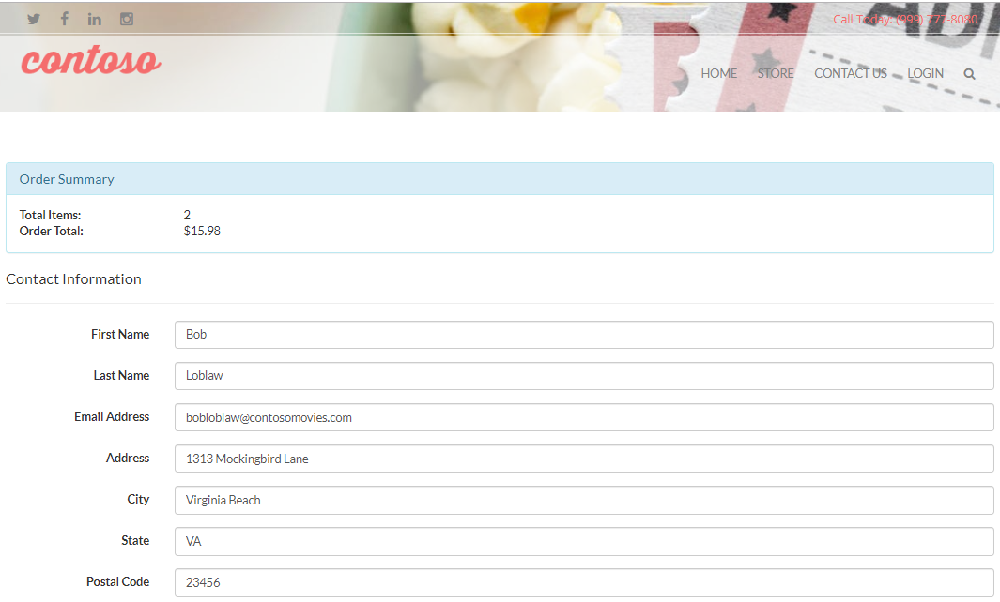 Call Today: (999) 777-8080
contoso
HOME STORE CONTACT US LOGIN
Order Summary
Total Items: 2
Order Total: $15.98
Contact Information
First Name Bob
Last Name Loblaw
Email Address bobloblaw@contosomovies.com
Address 1313 Mockingbird Lane
City Virginia Beach
State VA
Postal Code 23456